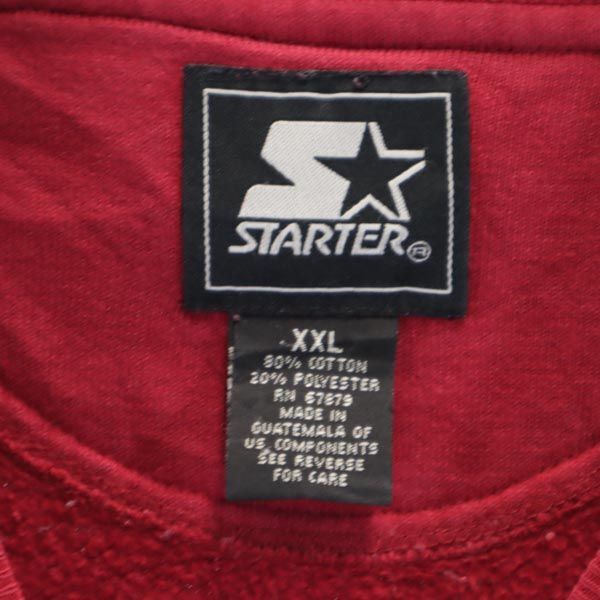 STARTER®
XXL
80% COTTON
20% POLYESTER
RN 67879
MADE IN
GUATEMALA OF
US COMPONENTS
SEE REVERSE
FOR CARE